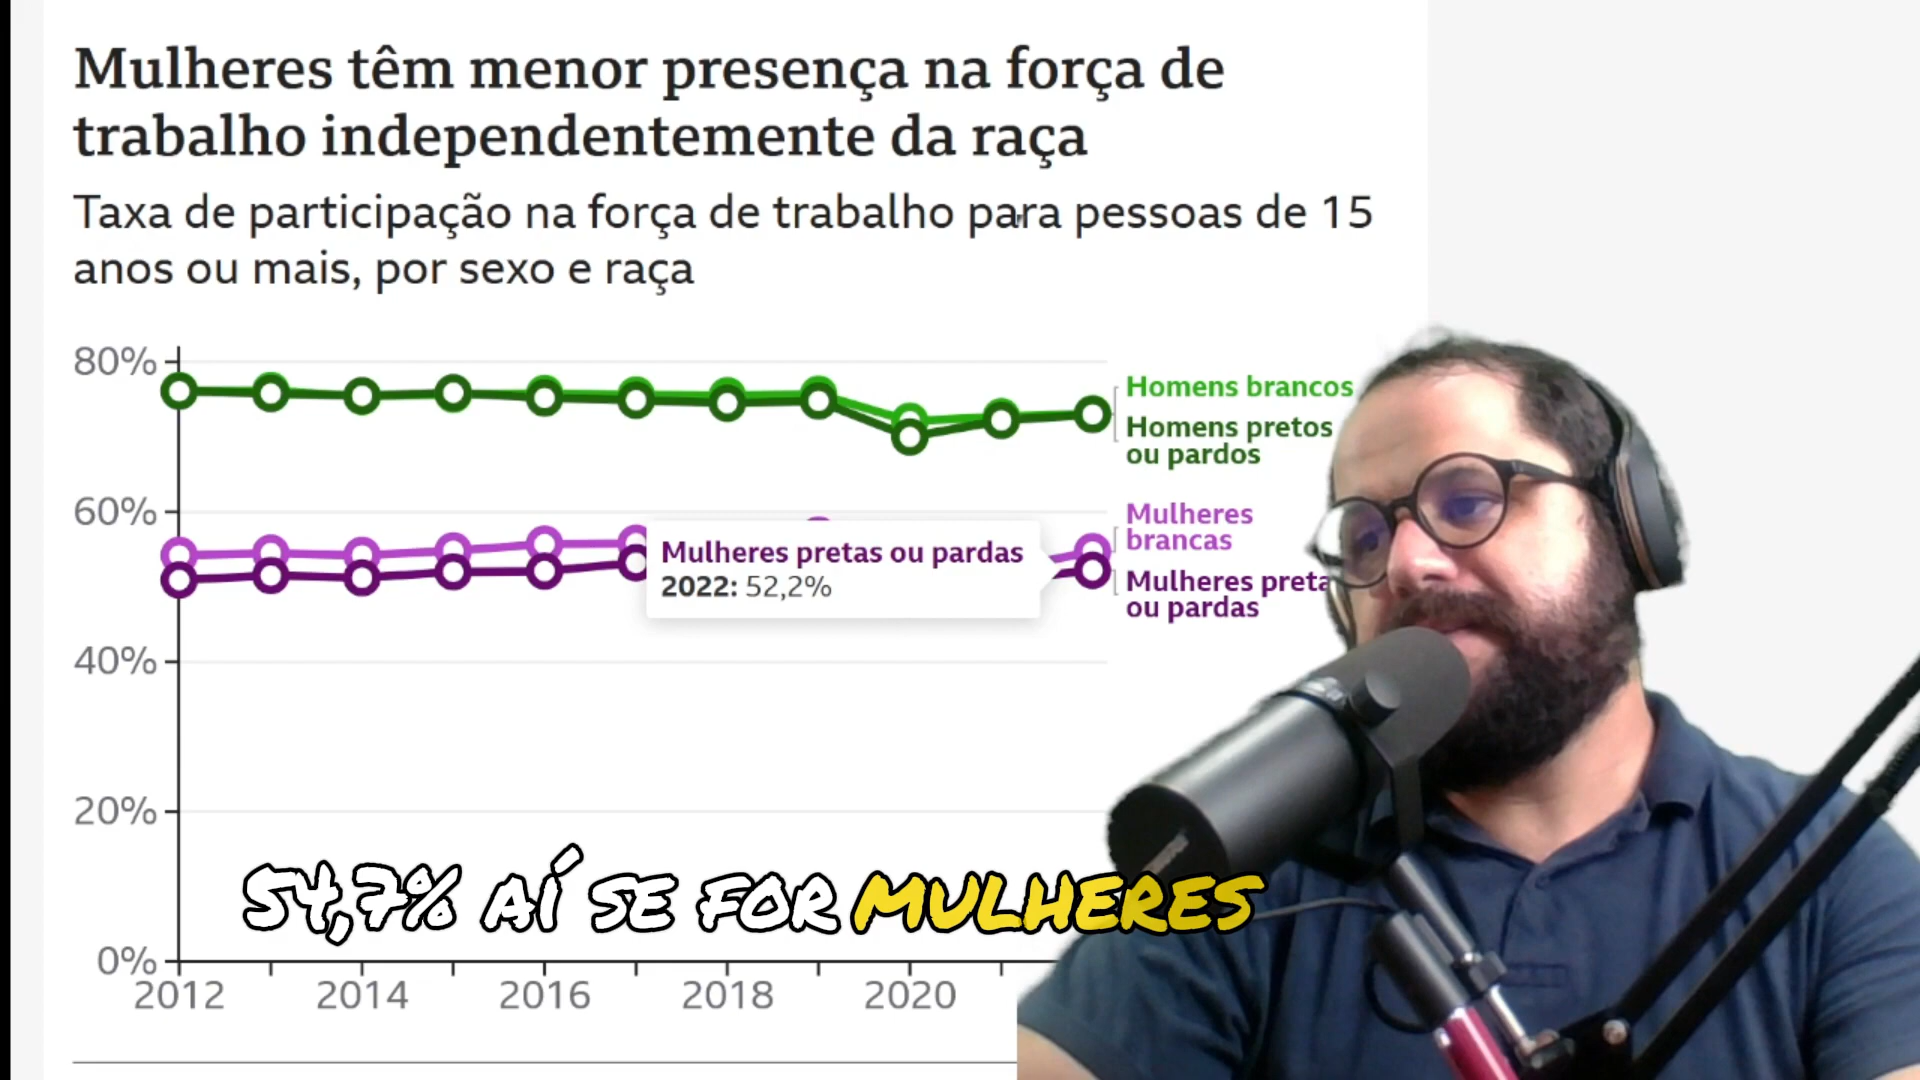 Mulheres têm menor presença na força de
trabalho independentemente da raça
Taxa de participação na força de trabalho para pessoas de 15
anos ou mais, por sexo e raça
80%
Homens brancos
Homens pretos
ou pardos
60%
Mulheres
brancas
Mulheres pretas ou pardas
2022: 52,2%
Mulheres preta
ou pardas
40%
20%
54,7% AÍ SE FOR MULHERES
0%
2012 2014 2016 2018 2020